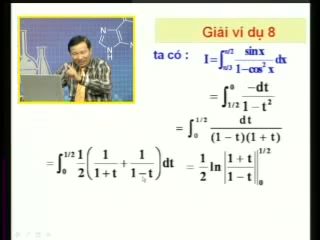 Giải ví dụ 8
ta có : I = ∫_{π/3}^{π/2} sinx / (1−cos²x) dx
= ∫_{1/2}^{0} −dt / (1−t²)
= ∫_{0}^{1/2} dt / ((1−t)(1+t))
= ∫_{0}^{1/2} 1/2 (1/(1+t) + 1/(1−t)) dt = 1/2 ln |(1+t)/(1−t)| |_{0}^{1/2}